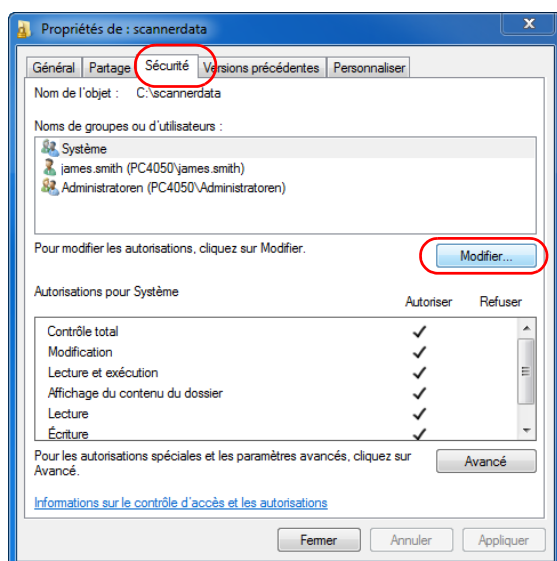 Propriétés de : scannerdata
Général Partage Sécurité Versions précédentes Personnaliser
Nom de l'objet : C:\scannerdata
Noms de groupes ou d'utilisateurs :
Système
james.smith (PC4050\james.smith)
Administratoren (PC4050\Administratoren)
Pour modifier les autorisations, cliquez sur Modifier.
Modifier...
Autorisations pour Système
Autoriser Refuser
Contrôle total
Modification
Lecture et exécution
Affichage du contenu du dossier
Lecture
Écriture
Pour les autorisations spéciales et les paramètres avancés, cliquez sur
Avancé.
Avancé
Informations sur le contrôle d'accès et les autorisations
Fermer Annuler Appliquer